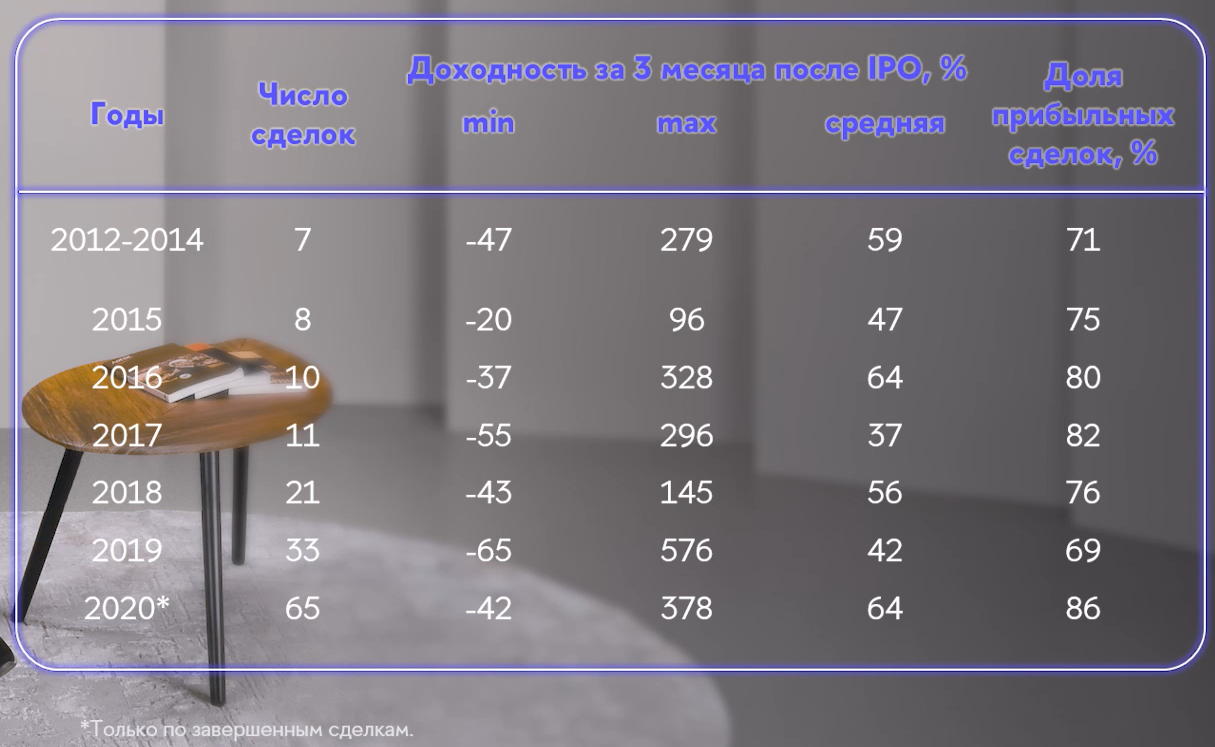 Годы
Число
сделок
Доходность за 3 месяца после IPO, %
min max средняя
Доля
прибыльных
сделок, %
2012-2014 7 -47 279 59 71
2015 8 -20 96 47 75
2016 10 -37 328 64 80
2017 11 -55 296 37 82
2018 21 -43 145 56 76
2019 33 -65 576 42 69
2020* 65 -42 378 64 86
*Только по завершенным сделкам.